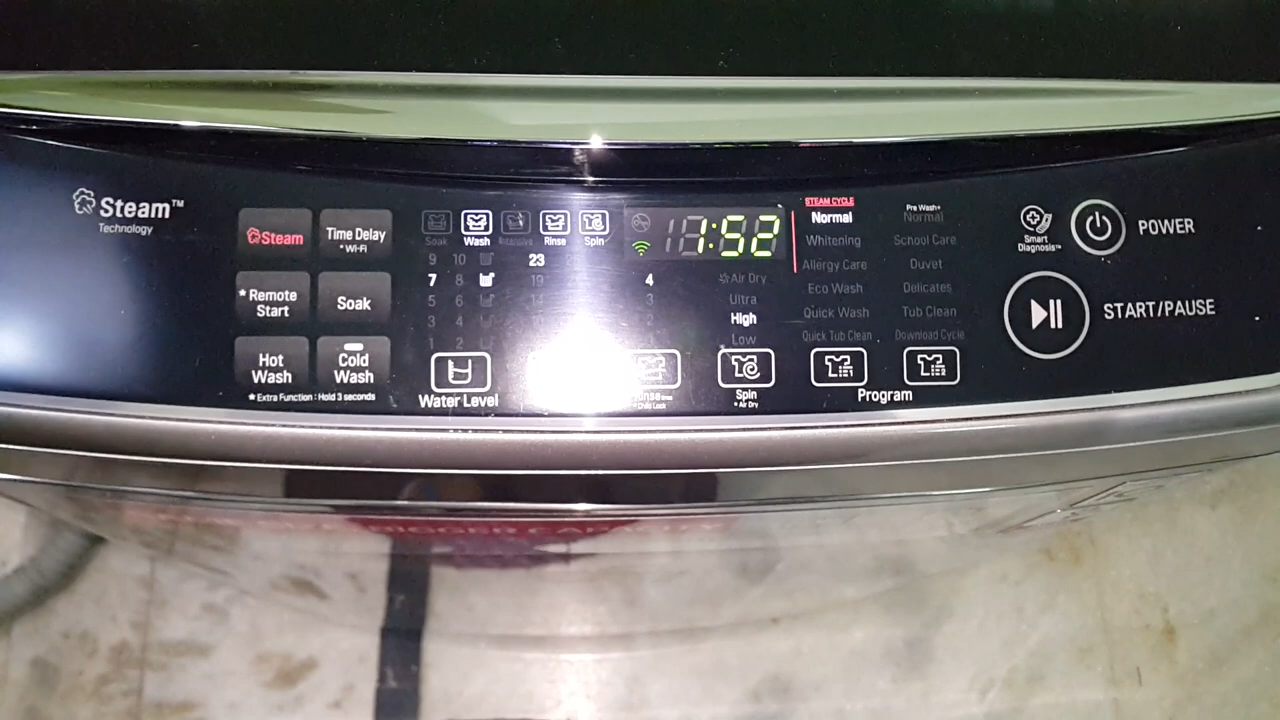 Steam™
Technology
Steam
Time Delay
* Wi-Fi
* Remote Start
Soak
Hot Wash
Cold Wash
* Extra Function : Hold 3 seconds
Soak Wash Intensive Rinse Spin
9 10 23
7 8 19
5 6 14
3 4
1 2
Water Level
4
3
2
* Child Lock
1:52
Air Dry
Ultra
High
Low
Spin
* Air Dry
STEAM CYCLE
Normal
Whitening
Allergy Care
Eco Wash
Quick Wash
Quick Tub Clean
Pre Wash+
Normal
School Care
Duvet
Delicates
Tub Clean
Download Cycle
Program
Smart
Diagnosis™
POWER
START/PAUSE